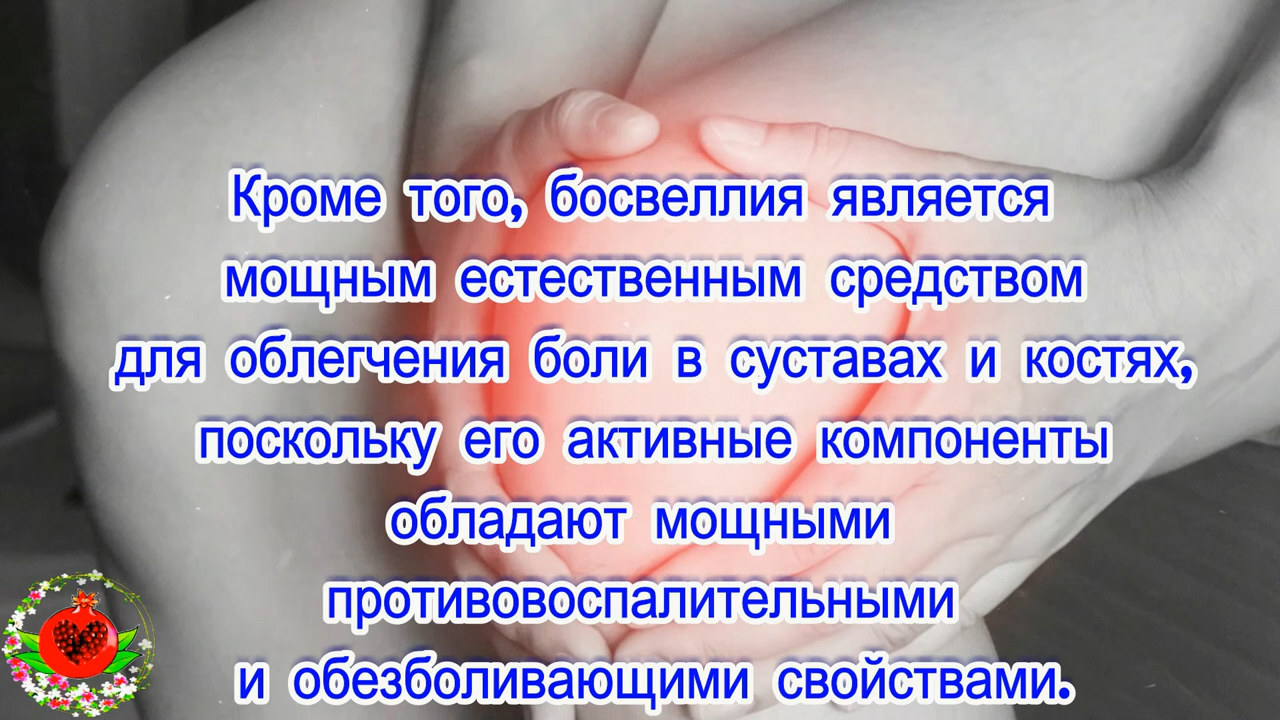 Кроме того, босвеллия является
мощным естественным средством
для облегчения боли в суставах и костях,
поскольку его активные компоненты
обладают мощными
противовоспалительными
и обезболивающими свойствами.